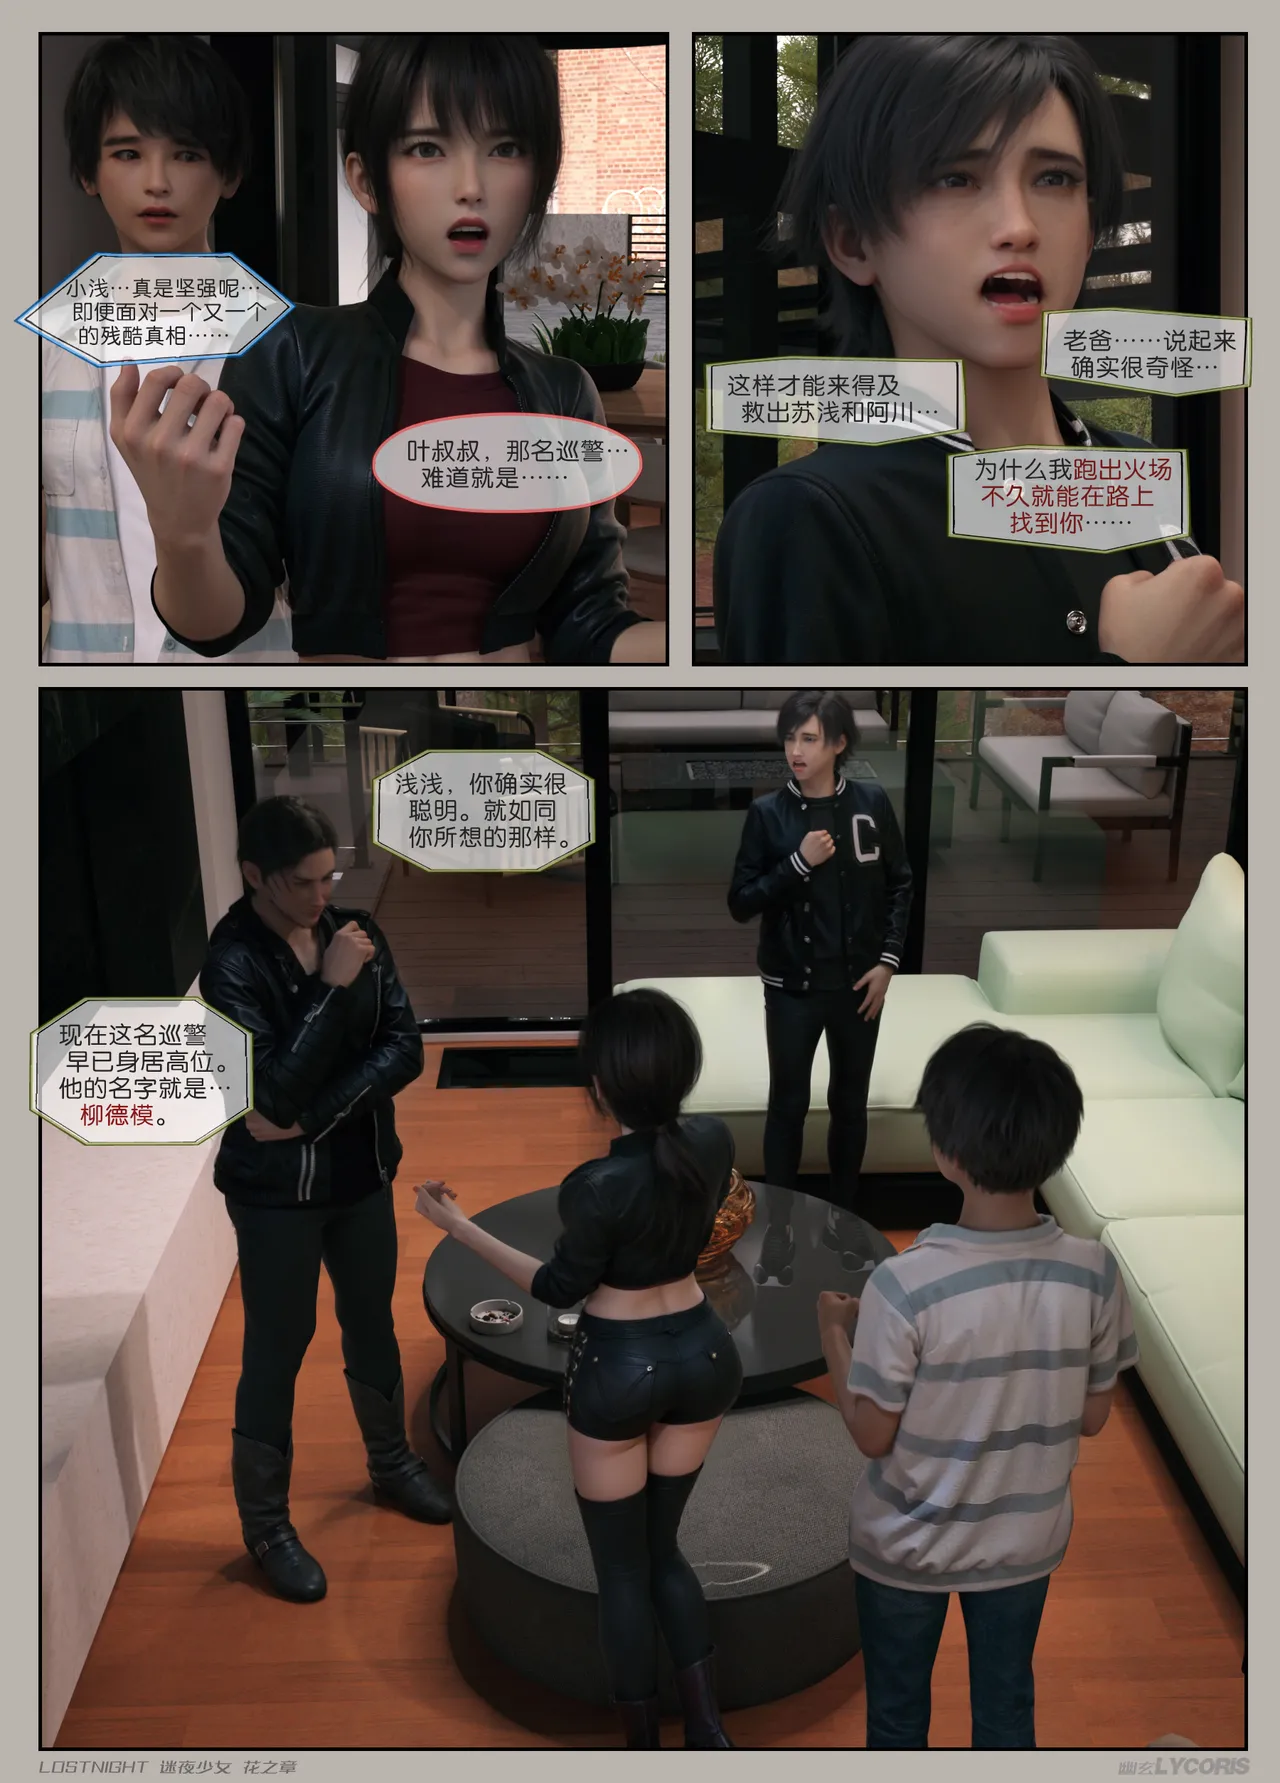 小浅…真是坚强呢…
即便面对一个又一个
的残酷真相……
叶叔叔，那名巡警…
难道就是……
老爸……说起来
确实很奇怪…
这样才能来得及
救出苏浅和阿川…
为什么我跑出火场
不久就能在路上
找到你……
浅浅，你确实很
聪明。就如同
你所想的那样。
现在这名巡警
早已身居高位。
他的名字就是…
柳德模。
C
LOSTNIGHT 迷夜少女 花之章
幽玄LYCORIS